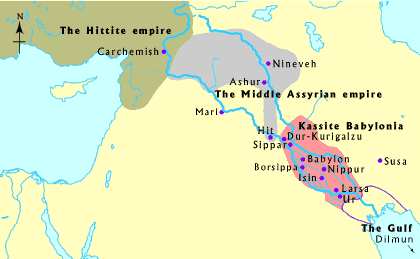 N
The Hittite empire
Carchemish
Nineveh
Ashur
The Middle Assyrian empire
Mari
Kassite Babylonia
Hit
Dur-Kurigalzu
Sippar
Babylon
Susa
Borsippa
Nippur
Isin
Larsa
Ur
The Gulf
Dilmun